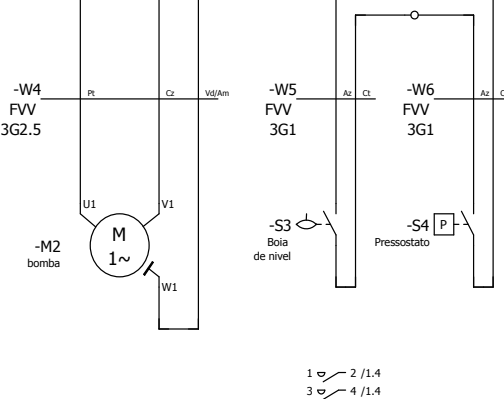 -W4
FVV
3G2.5
Pt
Cz
Vd/Am
-W5
FVV
3G1
Az
Ct
-W6
FVV
3G1
Az
U1
V1
-M2
bomba
M
1~
W1
-S3
Boia
de nivel
-S4
Pressostato
P
1 2 /1.4
3 4 /1.4